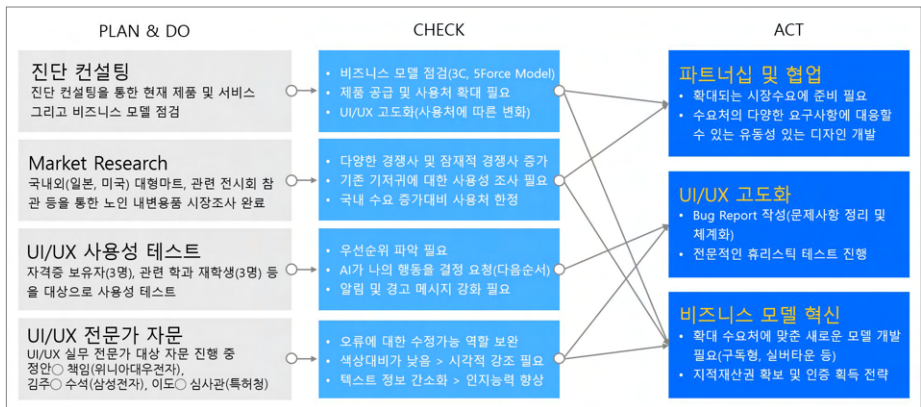 PLAN & DO
CHECK
ACT
진단 컨설팅
진단 컨설팅을 통한 현재 제품 및 서비스
그리고 비즈니스 모델 점검
• 비즈니스 모델 점검(3C, 5Force Model)
• 제품 공급 및 사용처 확대 필요
• UI/UX 고도화(사용처에 따른 변화)
파트너십 및 협업
• 확대되는 시장수요에 준비 필요
• 수요처의 다양한 요구사항에 대응할
수 있는 유동성 있는 디자인 개발
Market Research
국내외(일본, 미국) 대형마트, 관련 전시회 참
관 등을 통한 노인 내변용품 시장조사 완료
• 다양한 경쟁사 및 잠재적 경쟁사 증가
• 기존 기저귀에 대한 사용성 조사 필요
• 국내 수요 증가대비 사용처 한정
UI/UX 고도화
• Bug Report 작성(문제사항 정리 및
체계화)
• 전문적인 휴리스틱 테스트 진행
UI/UX 사용성 테스트
자격증 보유자(3명), 관련 학과 재학생(3명) 등
을 대상으로 사용성 테스트
• 우선순위 파악 필요
• AI가 나의 행동을 결정 요청(다음순서)
• 알림 및 경고 메시지 강화 필요
비즈니스 모델 혁신
• 확대 수요처에 맞춘 새로운 모델 개발
필요(구독형, 실버타운 등)
• 지적재산권 확보 및 인증 획득 전략
UI/UX 전문가 자문
UI/UX 실무 전문가 대상 자문 진행 중
정안○ 책임(위니아대우전자),
김주○ 수석(삼성전자), 이도○ 심사관(특허청)
• 오류에 대한 수정가능 역할 보완
• 색상대비가 낮음 > 시각적 강조 필요
• 텍스트 정보 간소화 > 인지능력 향상